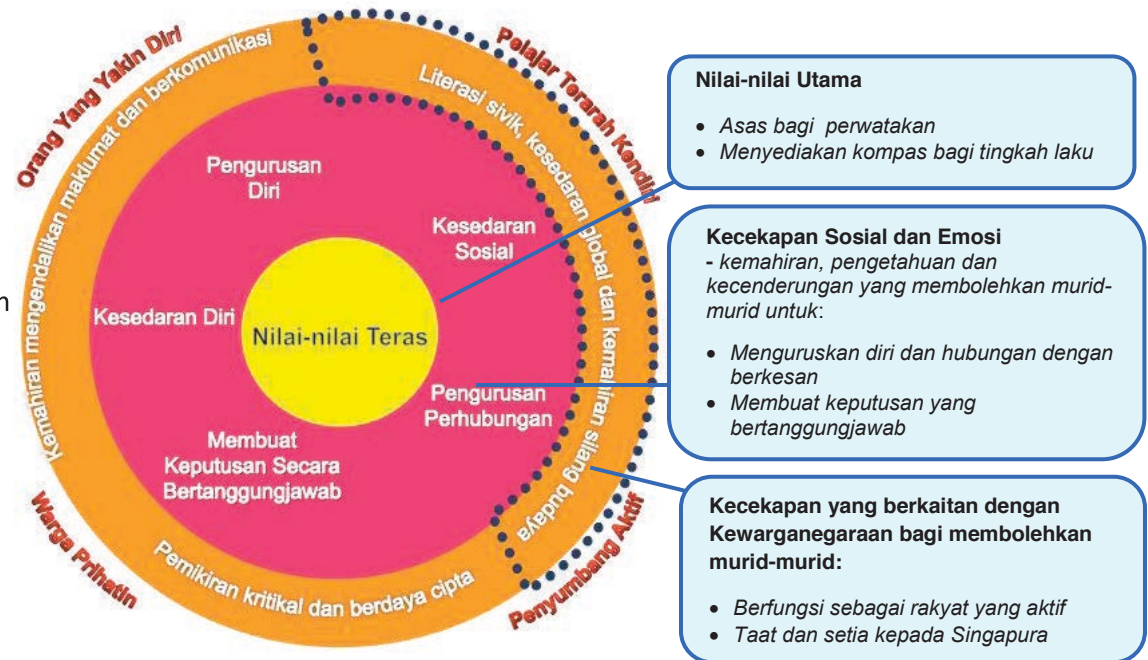 Orang Yang Yakin Diri
Pelajar Terarah Kendiri
Kemahiran mengendalikan maklumat dan berkomunikasi
Literasi sivik, kesedaran global dan kemahiran silang budaya
Pengurusan
Diri
Kesedaran
Sosial
Kesedaran Diri
Nilai-nilai Teras
Pengurusan
Perhubungan
Membuat
Keputusan Secara
Bertanggungjawab
Pemikiran kritikal dan berdaya cipta
Warga Prihatin
Penyumbang Aktif
Nilai-nilai Utama
• Asas bagi perwatakan
• Menyediakan kompas bagi tingkah laku
Kecekapan Sosial dan Emosi
- kemahiran, pengetahuan dan
kecenderungan yang membolehkan murid-
murid untuk:
• Menguruskan diri dan hubungan dengan
berkesan
• Membuat keputusan yang
bertanggungjawab
Kecekapan yang berkaitan dengan
Kewarganegaraan bagi membolehkan
murid-murid:
• Berfungsi sebagai rakyat yang aktif
• Taat dan setia kepada Singapura